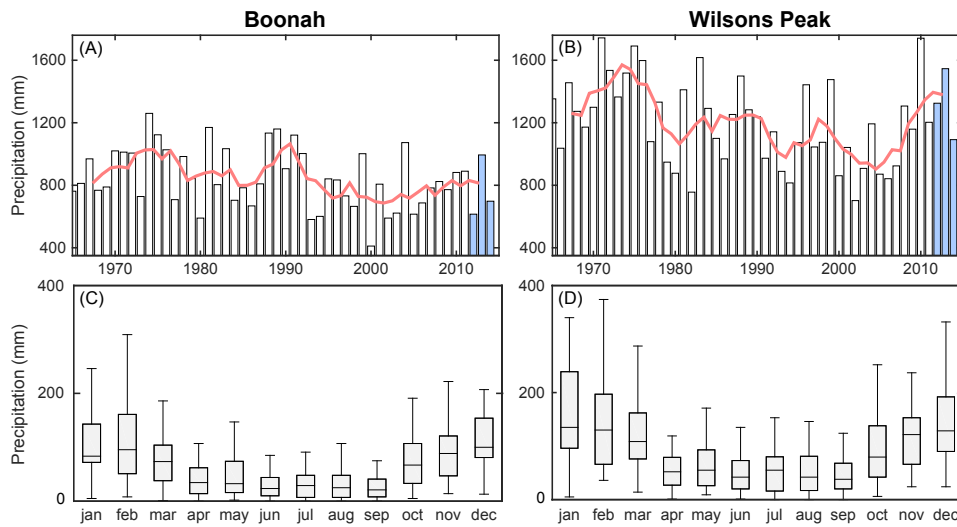 Boonah
Wilsons Peak
(A)
(B)
Precipitation (mm)
1600
1200
800
400
1600
1200
800
400
1970
1980
1990
2000
2010
1970
1980
1990
2000
2010
(C)
(D)
Precipitation (mm)
400
200
0
400
200
0
jan feb mar apr may jun jul aug sep oct nov dec
jan feb mar apr may jun jul aug sep oct nov dec